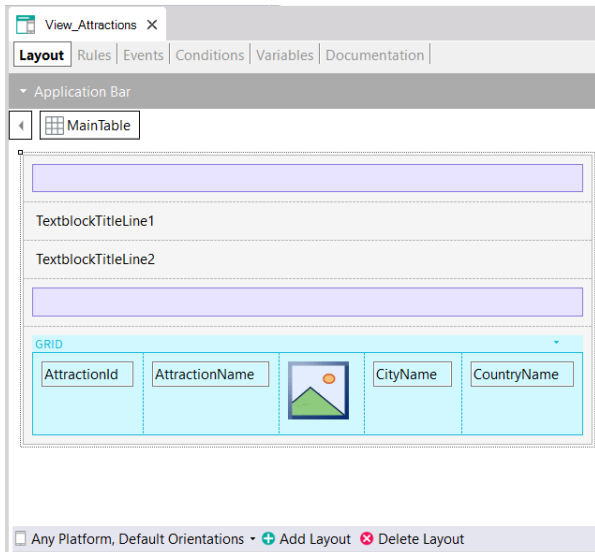 View_Attractions
Layout Rules Events Conditions Variables Documentation
Application Bar
MainTable
TextblockTitleLine1
TextblockTitleLine2
GRID
AttractionId AttractionName CityName CountryName
Any Platform, Default Orientations Add Layout Delete Layout